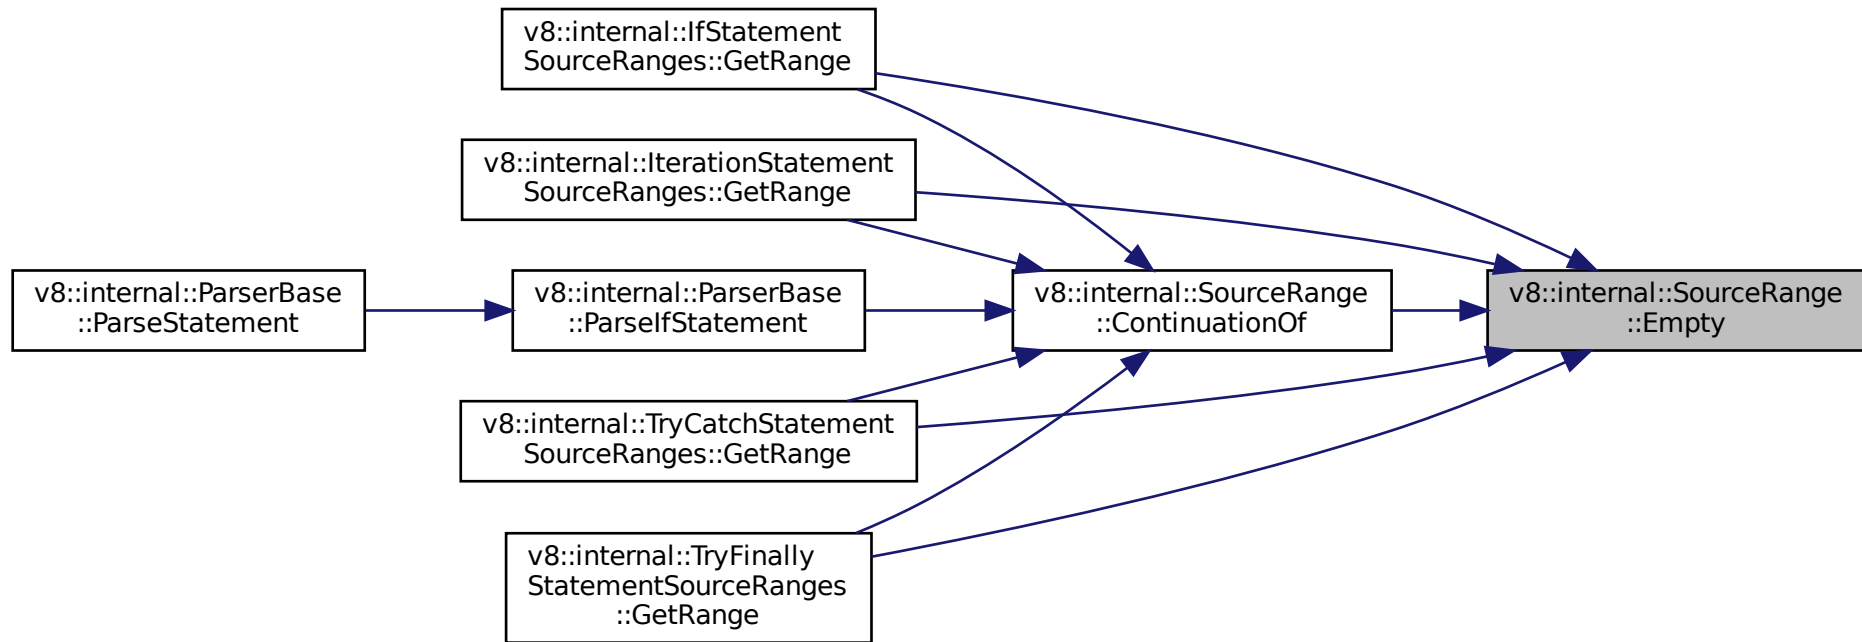 v8::internal::IfStatement
SourceRanges::GetRange
v8::internal::IterationStatement
SourceRanges::GetRange
v8::internal::ParserBase
::ParseStatement
v8::internal::ParserBase
::ParseIfStatement
v8::internal::SourceRange
::ContinuationOf
v8::internal::SourceRange
::Empty
v8::internal::TryCatchStatement
SourceRanges::GetRange
v8::internal::TryFinally
StatementSourceRanges
::GetRange